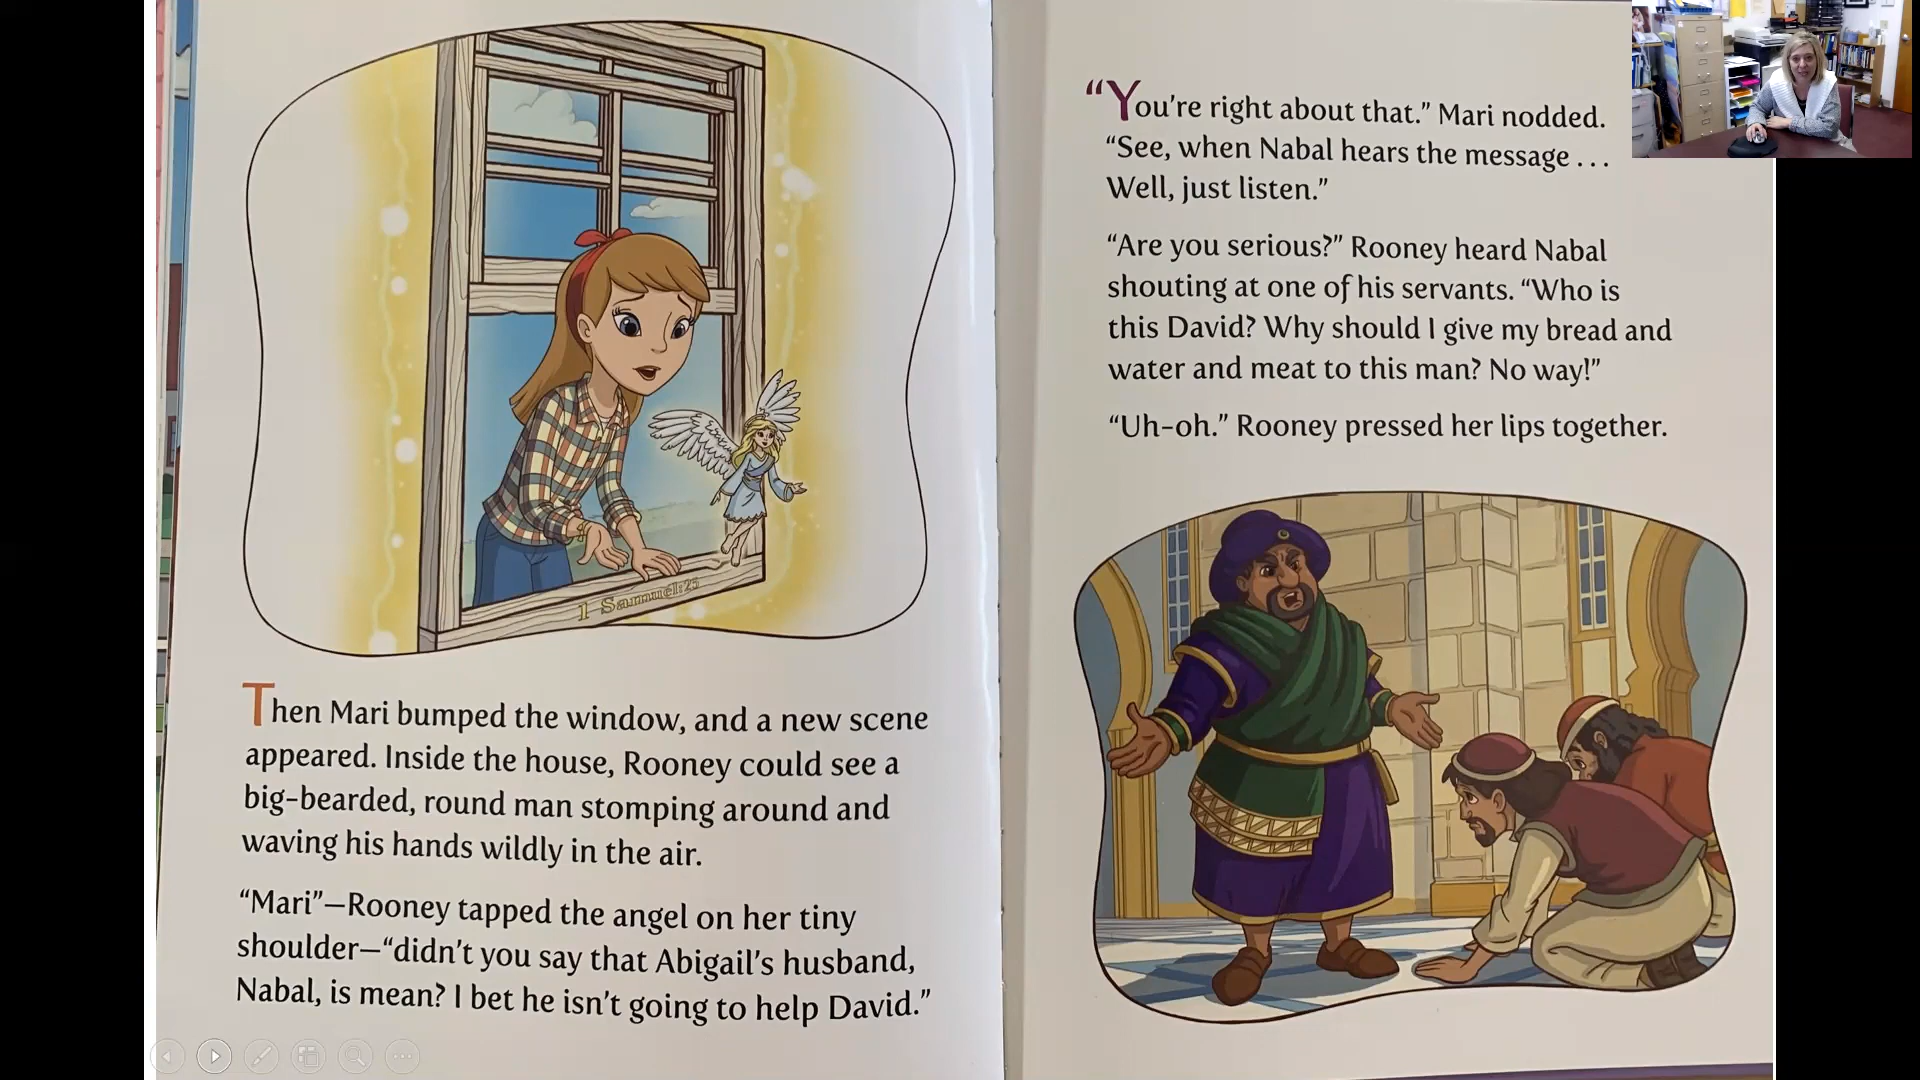 1 Samuel:25
Then Mari bumped the window, and a new scene
appeared. Inside the house, Rooney could see a
big-bearded, round man stomping around and
waving his hands wildly in the air.
“Mari”—Rooney tapped the angel on her tiny
shoulder—“didn’t you say that Abigail’s husband,
Nabal, is mean? I bet he isn’t going to help David.”
“You’re right about that.” Mari nodded.
“See, when Nabal hears the message . . .
Well, just listen.”
“Are you serious?” Rooney heard Nabal
shouting at one of his servants. “Who is
this David? Why should I give my bread and
water and meat to this man? No way!”
“Uh-oh.” Rooney pressed her lips together.